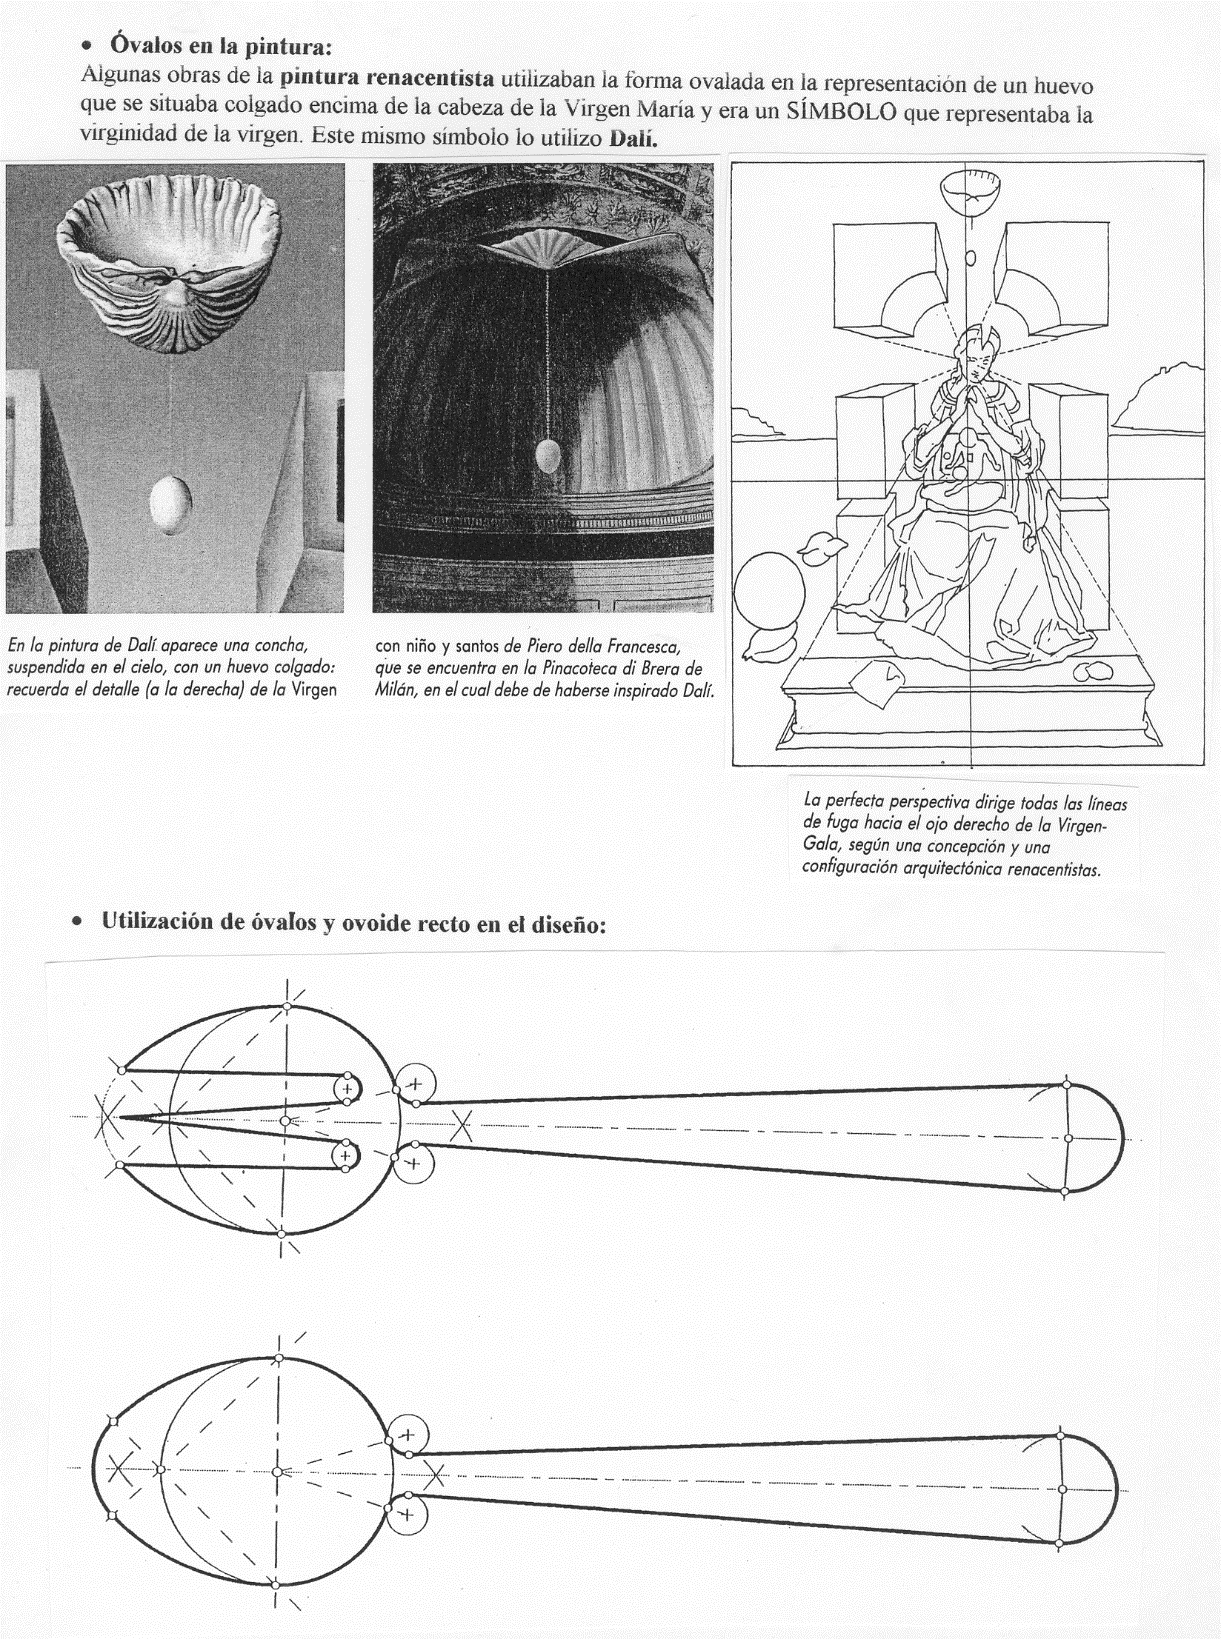 • Óvalos en la pintura:
Algunas obras de la pintura renacentista utilizaban la forma ovalada en la representación de un huevo
que se situaba colgado encima de la cabeza de la Virgen María y era un SÍMBOLO que representaba la
virginidad de la virgen. Este mismo símbolo lo utilizo Dalí.
En la pintura de Dalí aparece una concha,
suspendida en el cielo, con un huevo colgado:
recuerda el detalle (a la derecha) de la Virgen
con niño y santos de Piero della Francesca,
que se encuentra en la Pinacoteca di Brera de
Milán, en el cual debe de haberse inspirado Dalí.
La perfecta perspectiva dirige todas las líneas
de fuga hacia el ojo derecho de la Virgen-
Gala, según una concepción y una
configuración arquitectónica renacentistas.
• Utilización de óvalos y ovoide recto en el diseño: